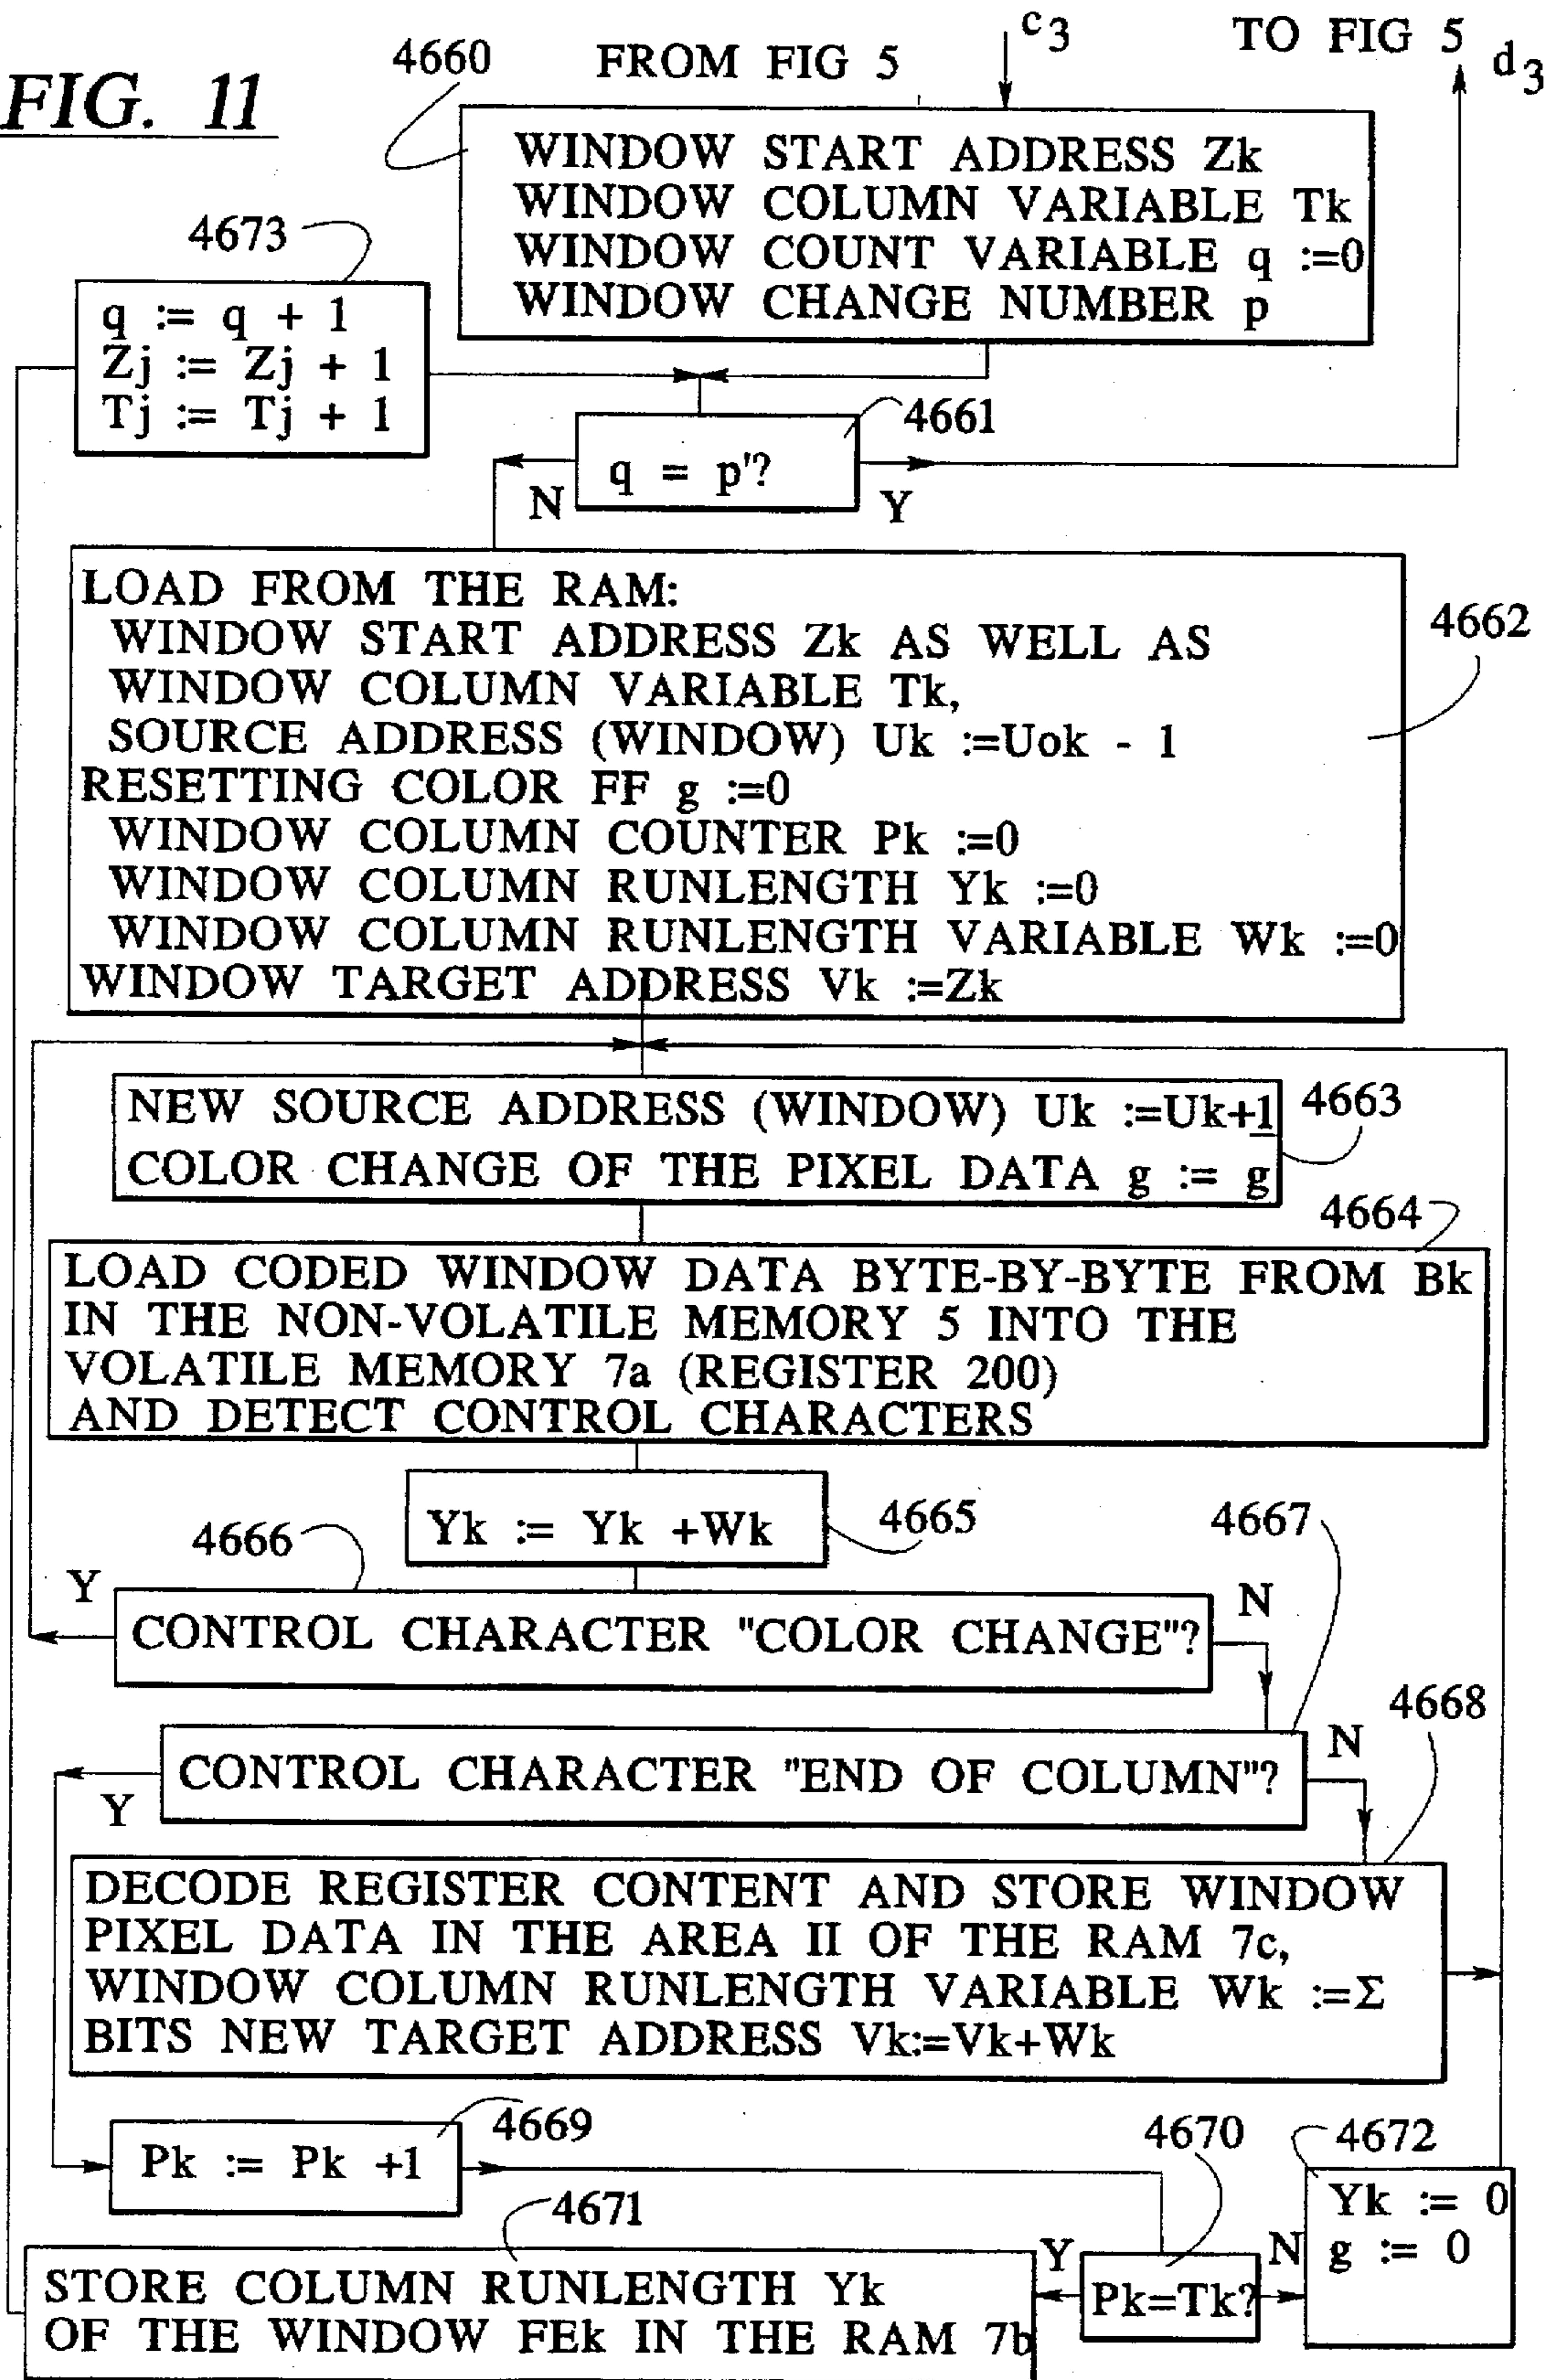 FIG. 11
4660
FROM FIG 5
c3
TO FIG 5
d3
WINDOW START ADDRESS Zk
WINDOW COLUMN VARIABLE Tk
WINDOW COUNT VARIABLE q :=0
WINDOW CHANGE NUMBER p
4673
q := q + 1
Zj := Zj + 1
Tj := Tj + 1
4661
q = p'?
N
Y
LOAD FROM THE RAM:
WINDOW START ADDRESS Zk AS WELL AS
WINDOW COLUMN VARIABLE Tk,
SOURCE ADDRESS (WINDOW) Uk :=Uok - 1
RESETTING COLOR FF g :=0
WINDOW COLUMN COUNTER Pk :=0
WINDOW COLUMN RUNLENGTH Yk :=0
WINDOW COLUMN RUNLENGTH VARIABLE Wk :=0
WINDOW TARGET ADDRESS Vk :=Zk
4662
NEW SOURCE ADDRESS (WINDOW) Uk :=Uk+1
COLOR CHANGE OF THE PIXEL DATA g := g̅
4663
4664
LOAD CODED WINDOW DATA BYTE-BY-BYTE FROM Bk
IN THE NON-VOLATILE MEMORY 5 INTO THE
VOLATILE MEMORY 7a (REGISTER 200)
AND DETECT CONTROL CHARACTERS
Yk := Yk +Wk
4665
4666
4667
Y
CONTROL CHARACTER "COLOR CHANGE"?
N
4668
CONTROL CHARACTER "END OF COLUMN"?
N
Y
DECODE REGISTER CONTENT AND STORE WINDOW
PIXEL DATA IN THE AREA II OF THE RAM 7c,
WINDOW COLUMN RUNLENGTH VARIABLE Wk :=Σ
BITS NEW TARGET ADDRESS Vk:=Vk+Wk
Pk := Pk +1
4669
4670
4672
Yk := 0
g := 0
4671
STORE COLUMN RUNLENGTH Yk
OF THE WINDOW FEk IN THE RAM 7b
Y
Pk=Tk?
N